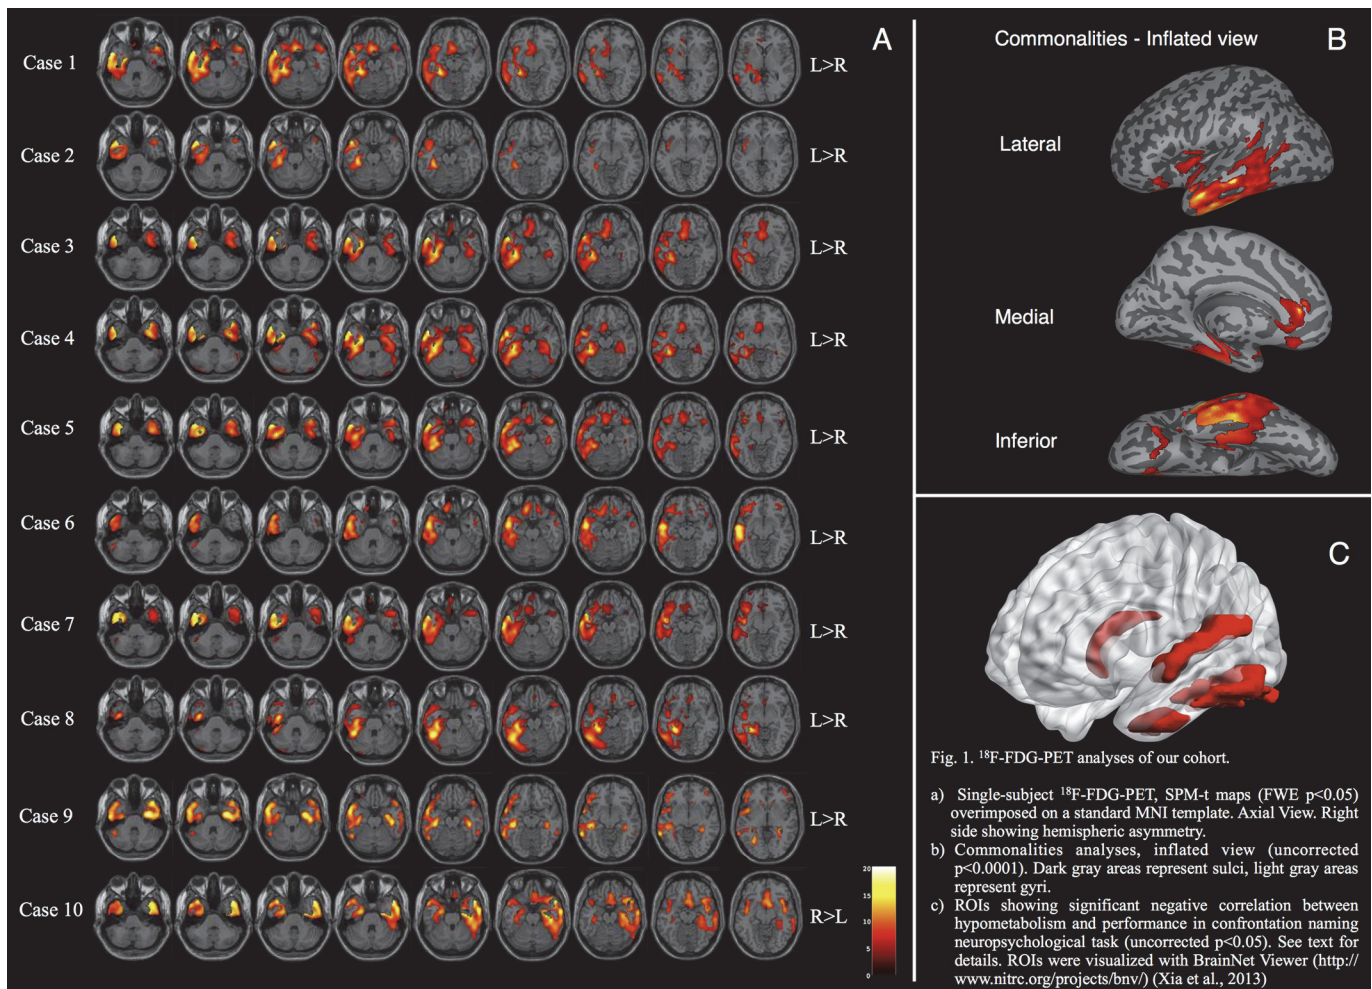 A
Case 1
L>R
Case 2
L>R
Case 3
L>R
Case 4
L>R
Case 5
L>R
Case 6
L>R
Case 7
L>R
Case 8
L>R
Case 9
L>R
Case 10
R>L
20
15
10
5
0
Commonalities - Inflated view
B
Lateral
Medial
Inferior
C
Fig. 1. ¹⁸F-FDG-PET analyses of our cohort.
a) Single-subject ¹⁸F-FDG-PET, SPM-t maps (FWE p<0.05)
overimposed on a standard MNI template. Axial View. Right
side showing hemispheric asymmetry.
b) Commonalities analyses, inflated view (uncorrected
p<0.0001). Dark gray areas represent sulci, light gray areas
represent gyri.
c) ROIs showing significant negative correlation between
hypometabolism and performance in confrontation naming
neuropsychological task (uncorrected p<0.05). See text for
details. ROIs were visualized with BrainNet Viewer (http://
www.nitrc.org/projects/bnv/) (Xia et al., 2013)